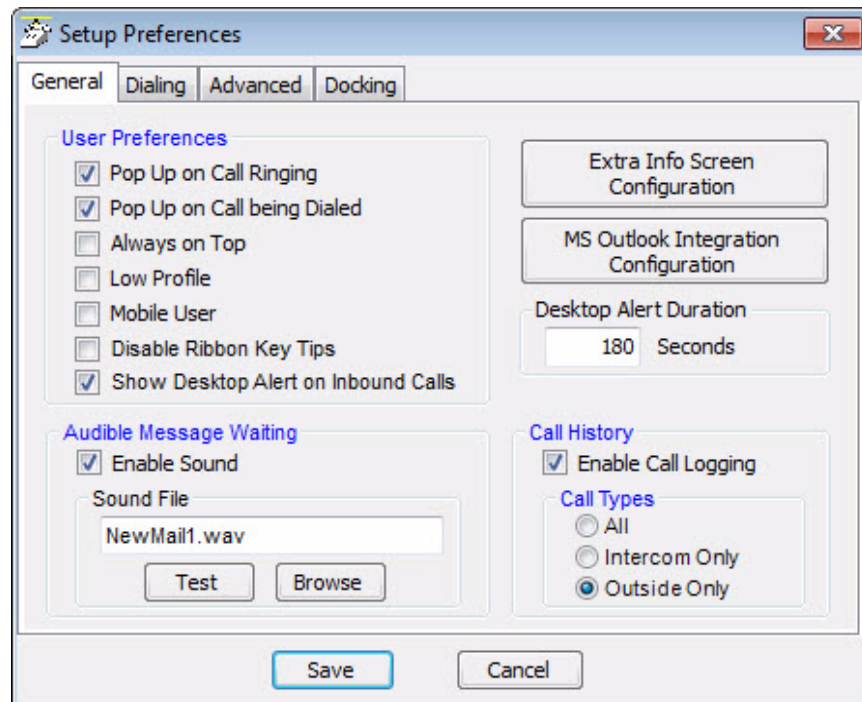 Setup Preferences
General
Dialing
Advanced
Docking
User Preferences
Pop Up on Call Ringing
Pop Up on Call being Dialed
Always on Top
Low Profile
Mobile User
Disable Ribbon Key Tips
Show Desktop Alert on Inbound Calls
Extra Info Screen
Configuration
MS Outlook Integration
Configuration
Desktop Alert Duration
180 Seconds
Audible Message Waiting
Enable Sound
Sound File
NewMail1.wav
Test
Browse
Call History
Enable Call Logging
Call Types
All
Intercom Only
Outside Only
Save
Cancel